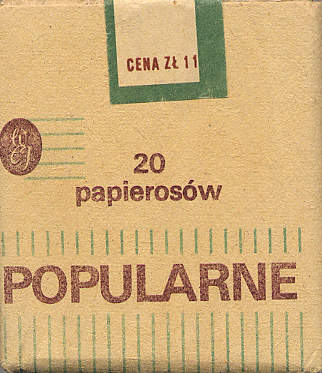 CENA ZŁ 11
20
papierosów
POPULARNE